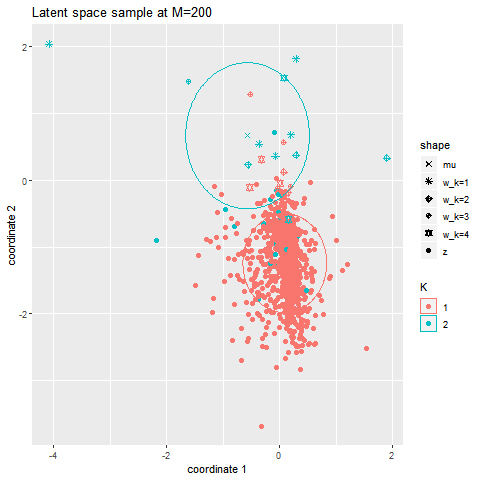 Latent space sample at M=200
2
0
-2
coordinate 2
-4
-2
0
2
coordinate 1
shape
mu
w_k=1
w_k=2
w_k=3
w_k=4
z
K
1
2